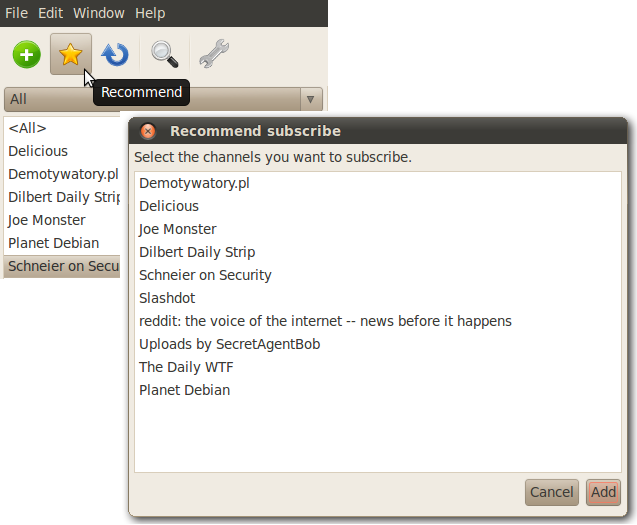 File Edit Window Help
Recommend
All
<All>
Delicious
Demotywatory.pl
Dilbert Daily Strip
Joe Monster
Planet Debian
Schneier on Secu
Recommend subscribe
Select the channels you want to subscribe.
Demotywatory.pl
Delicious
Joe Monster
Dilbert Daily Strip
Schneier on Security
Slashdot
reddit: the voice of the internet -- news before it happens
Uploads by SecretAgentBob
The Daily WTF
Planet Debian
Cancel Add